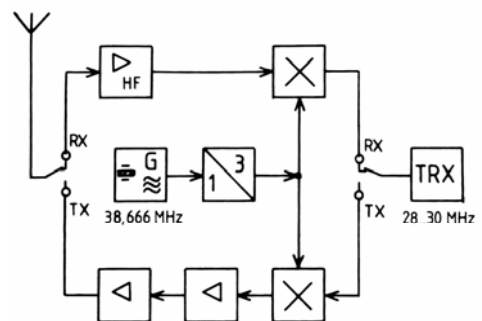 HF
RX
RX
G
3
1
TRX
TX
38,666 MHz
TX
28..30 MHz